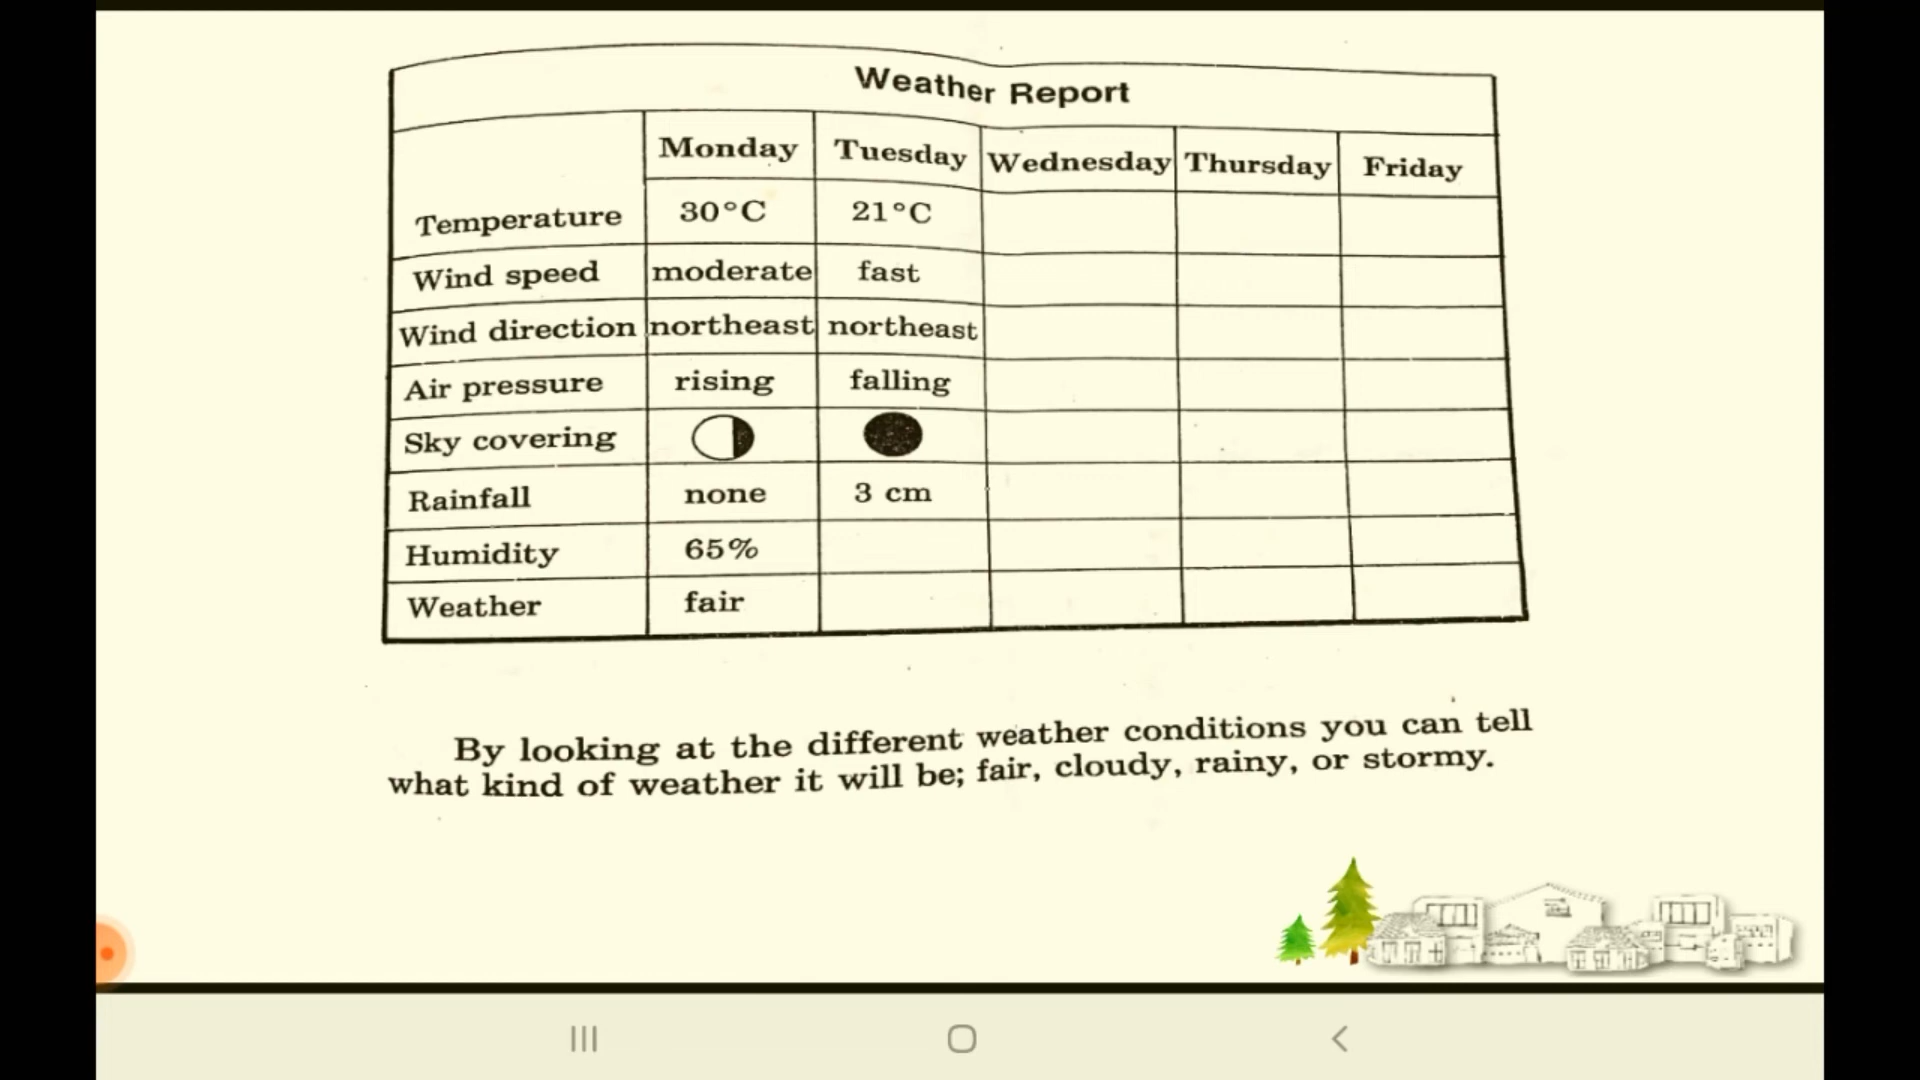 Weather Report
Monday Tuesday Wednesday Thursday Friday
Temperature 30°C 21°C
Wind speed moderate fast
Wind direction northeast northeast
Air pressure rising falling
Sky covering
Rainfall none 3 cm
Humidity 65%
Weather fair
By looking at the different weather conditions you can tell
what kind of weather it will be; fair, cloudy, rainy, or stormy.